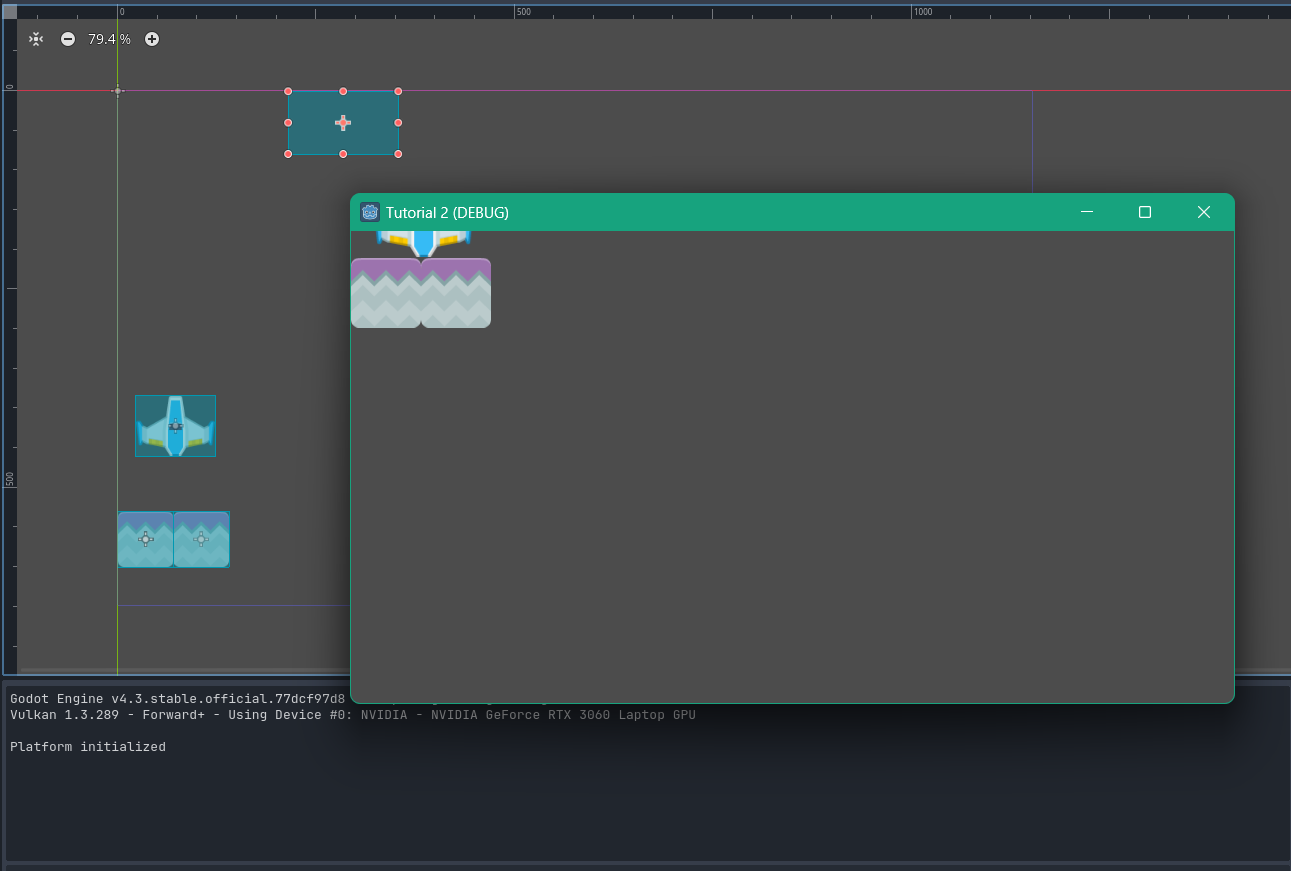 0 500 1000
79.4 %
0
Tutorial 2 (DEBUG)
500
Godot Engine v4.3.stable.official.77dcf97d8
Vulkan 1.3.289 - Forward+ - Using Device #0: NVIDIA - NVIDIA GeForce RTX 3060 Laptop GPU
Platform initialized